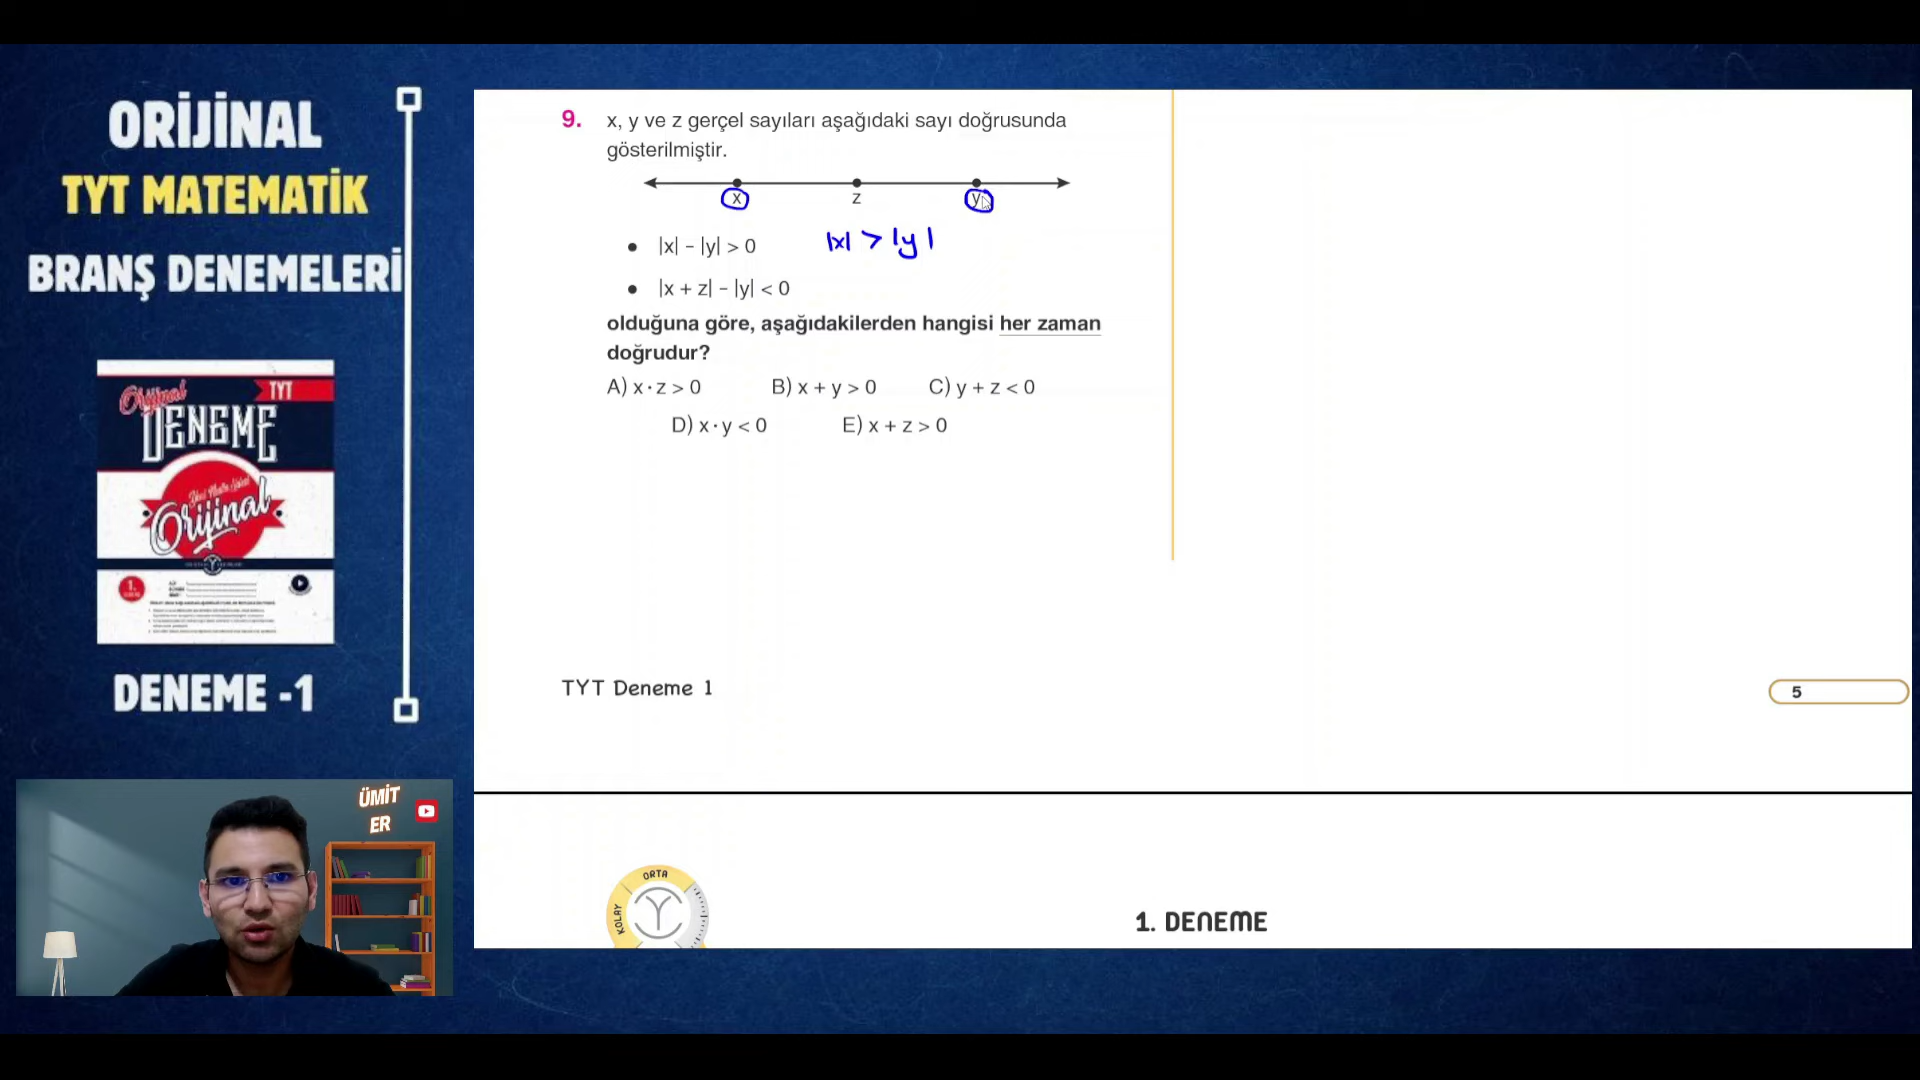 ORİJİNAL
TYT MATEMATİK
BRANŞ DENEMELERİ
Orijinal
TYT
DENEME
Orijinal
1.
DENEME -1
ÜMİT
ER
9. x, y ve z gerçel sayıları aşağıdaki sayı doğrusunda
gösterilmiştir.
x z y
• |x| - |y| > 0 |x| > |y|
• |x + z| - |y| < 0
olduğuna göre, aşağıdakilerden hangisi her zaman
doğrudur?
A) x · z > 0 B) x + y > 0 C) y + z < 0
D) x · y < 0 E) x + z > 0
TYT Deneme 1
5
KOLAY
ORTA
1. DENEME